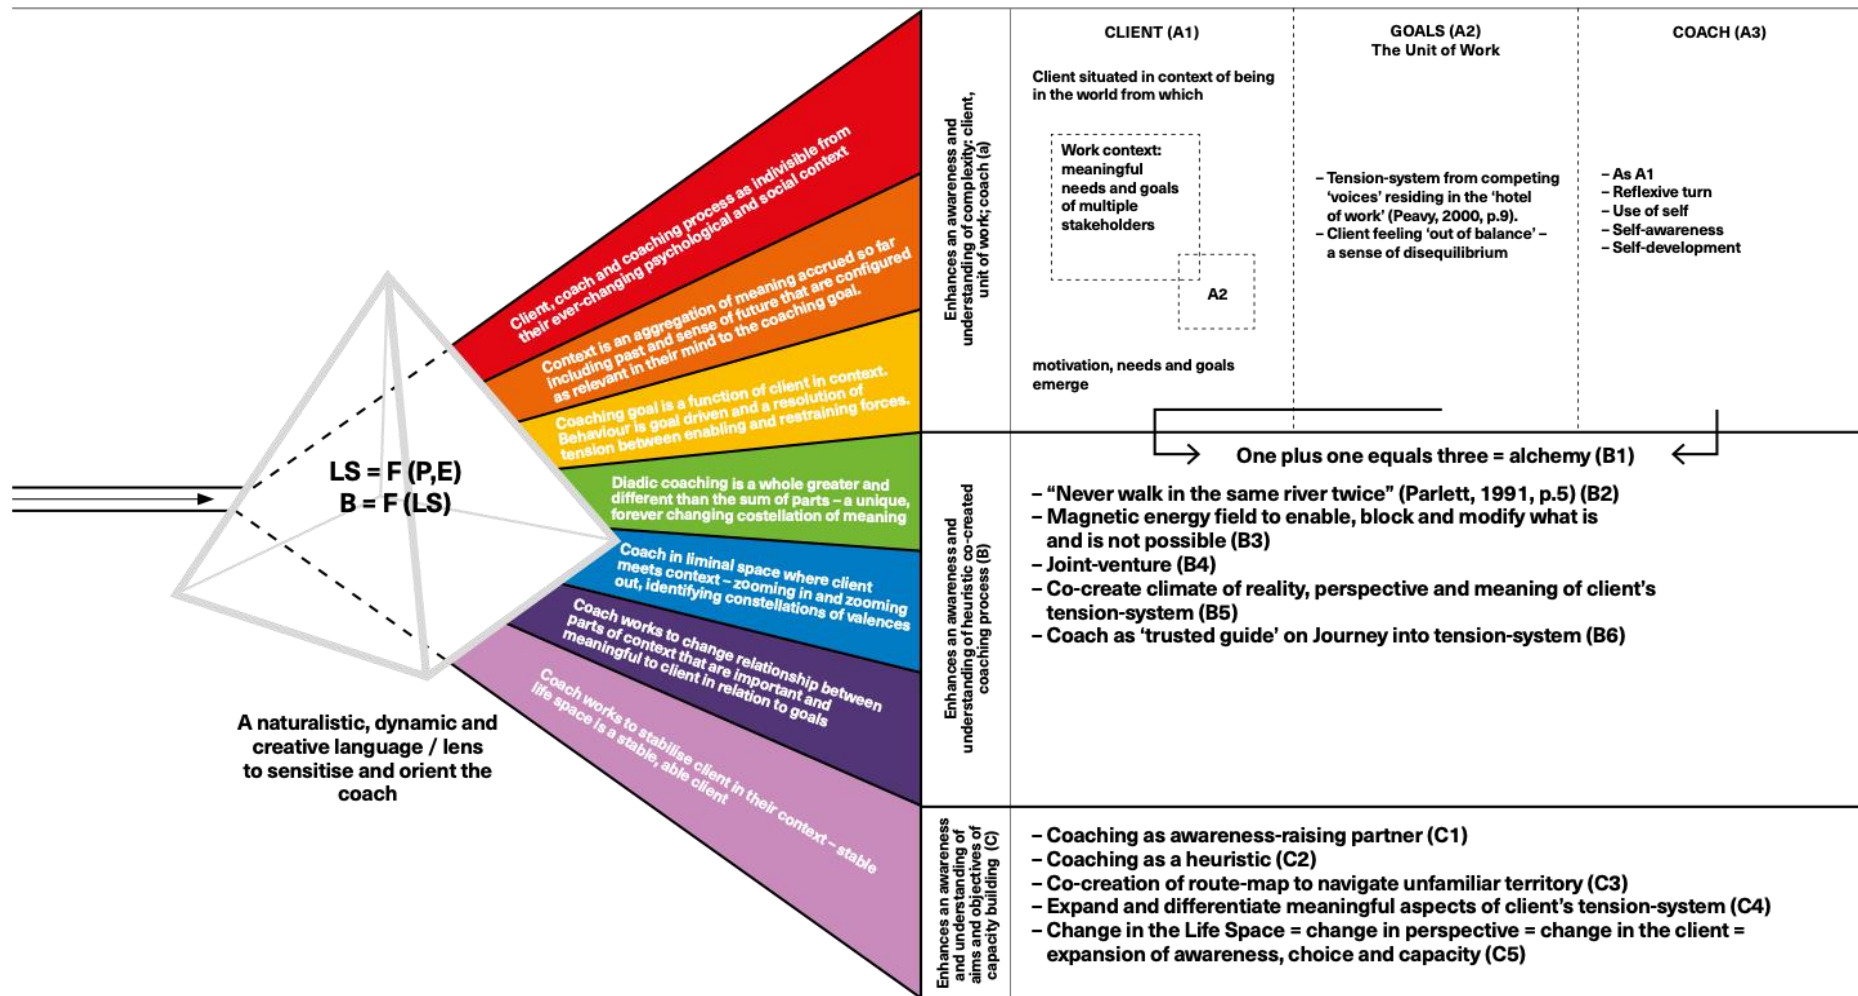 LS = F (P,E)
B = F (LS)
A naturalistic, dynamic and
creative language / lens
to sensitise and orient the
coach
Client, coach and coaching process as indivisible from
their ever-changing psychological and social context
Context is an aggregation of meaning accrued so far
including past and sense of future that are configured
as relevant in their mind to the coaching goal.
Coaching goal is a function of client in context.
Behaviour is goal driven and a resolution of
tension between enabling and restraining forces.
Diadic coaching is a whole greater and
different than the sum of parts – a unique,
forever changing costellation of meaning
Coach in liminal space where client
meets context – zooming in and zooming
out, identifying constellations of valences
Coach works to change relationship between
parts of context that are important and
meaningful to client in relation to goals
Coach works to stabilise client in their context – stable
life space is a stable, able client
Enhances an awareness and
understanding of complexity: client,
unit of work; coach (a)
CLIENT (A1)
Client situated in context of being
in the world from which
Work context:
meaningful
needs and goals
of multiple
stakeholders
A2
motivation, needs and goals
emerge
GOALS (A2)
The Unit of Work
– Tension-system from competing
‘voices’ residing in the ‘hotel
of work’ (Peavy, 2000, p.9).
– Client feeling ‘out of balance’ –
a sense of disequilibrium
COACH (A3)
– As A1
– Reflexive turn
– Use of self
– Self-awareness
– Self-development
Enhances an awareness and
understanding of heuristic co-created
coaching process (B)
One plus one equals three = alchemy (B1)
– “Never walk in the same river twice” (Parlett, 1991, p.5) (B2)
– Magnetic energy field to enable, block and modify what is
and is not possible (B3)
– Joint-venture (B4)
– Co-create climate of reality, perspective and meaning of client’s
tension-system (B5)
– Coach as ‘trusted guide’ on Journey into tension-system (B6)
Enhances an awareness
and understanding of
aims and objectives of
capacity building (C)
– Coaching as awareness-raising partner (C1)
– Coaching as a heuristic (C2)
– Co-creation of route-map to navigate unfamiliar territory (C3)
– Expand and differentiate meaningful aspects of client’s tension-system (C4)
– Change in the Life Space = change in perspective = change in the client =
expansion of awareness, choice and capacity (C5)